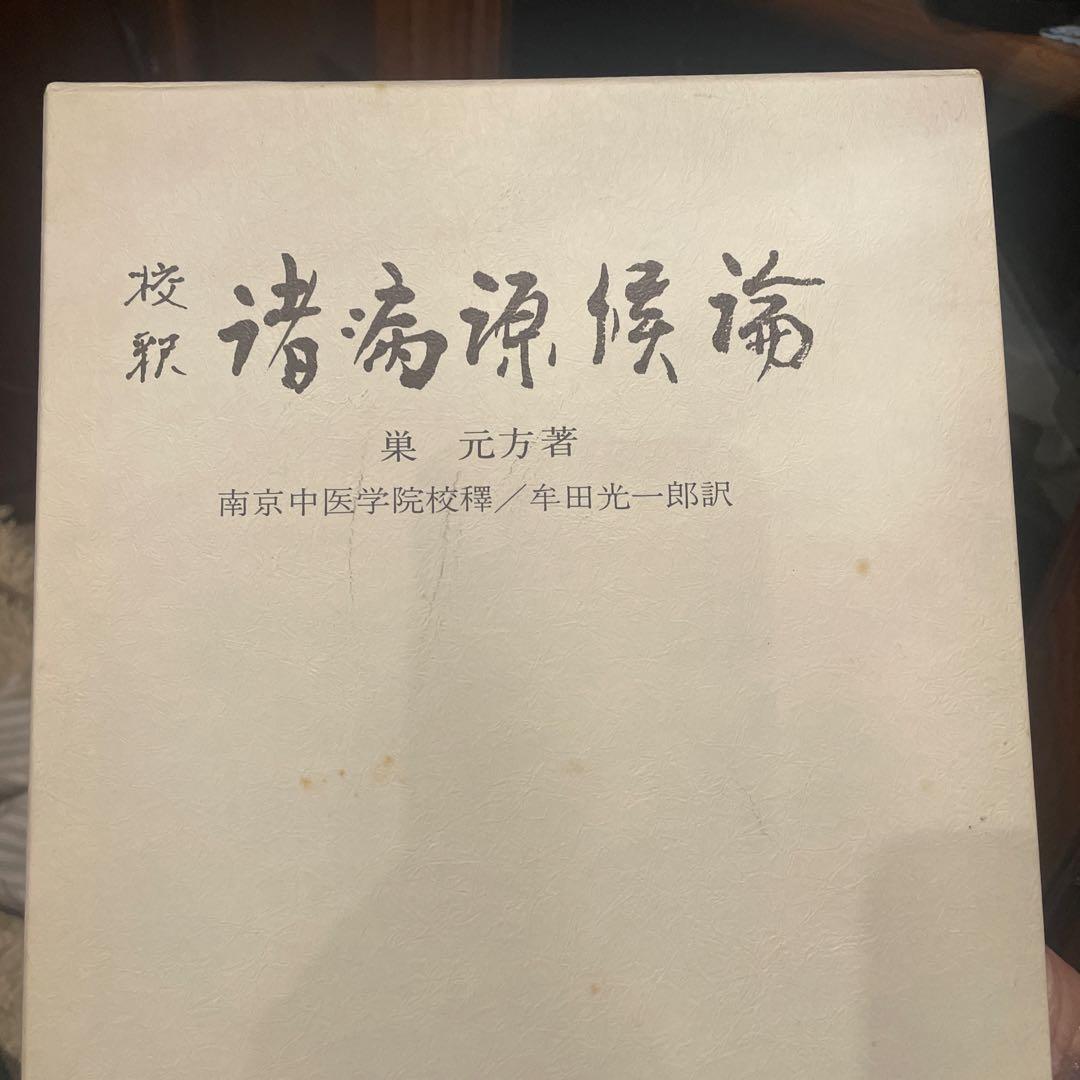 校釈 諸病源候論
巣 元方著
南京中医学院校釋／牟田光一郎訳